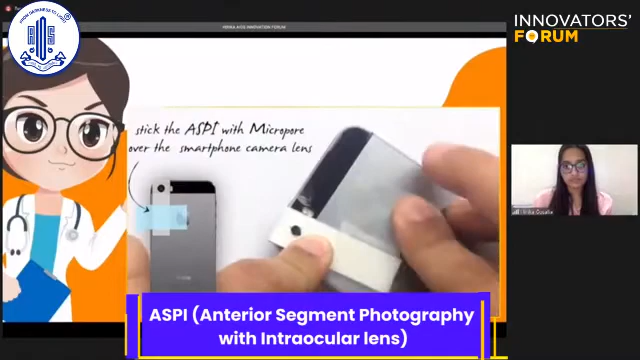 INNOVATORS'
FORUM
stick the ASPI with Micropore
over the smartphone camera lens
ASPI (Anterior Segment Photography
with Intraocular lens)